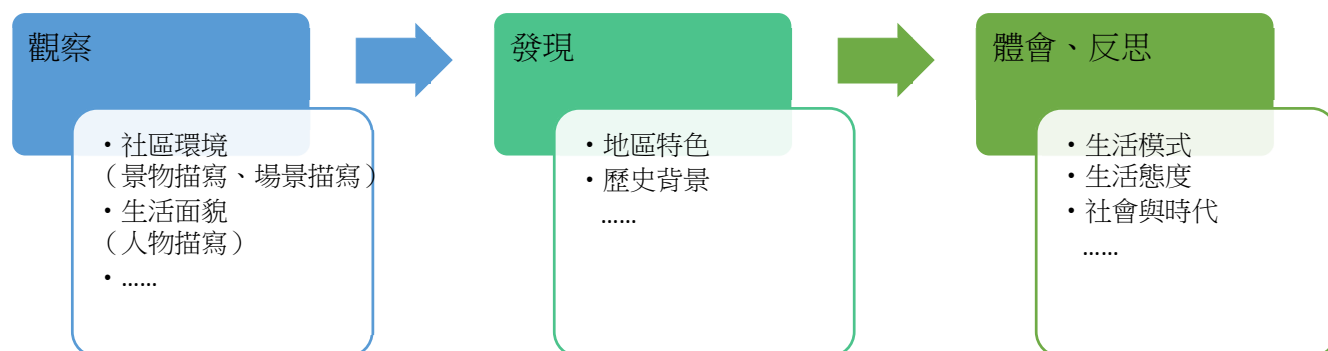 觀察
・社區環境
（景物描寫、場景描寫）
・生活面貌
（人物描寫）
・……
發現
・地區特色
・歷史背景
……
體會、反思
・生活模式
・生活態度
・社會與時代
……